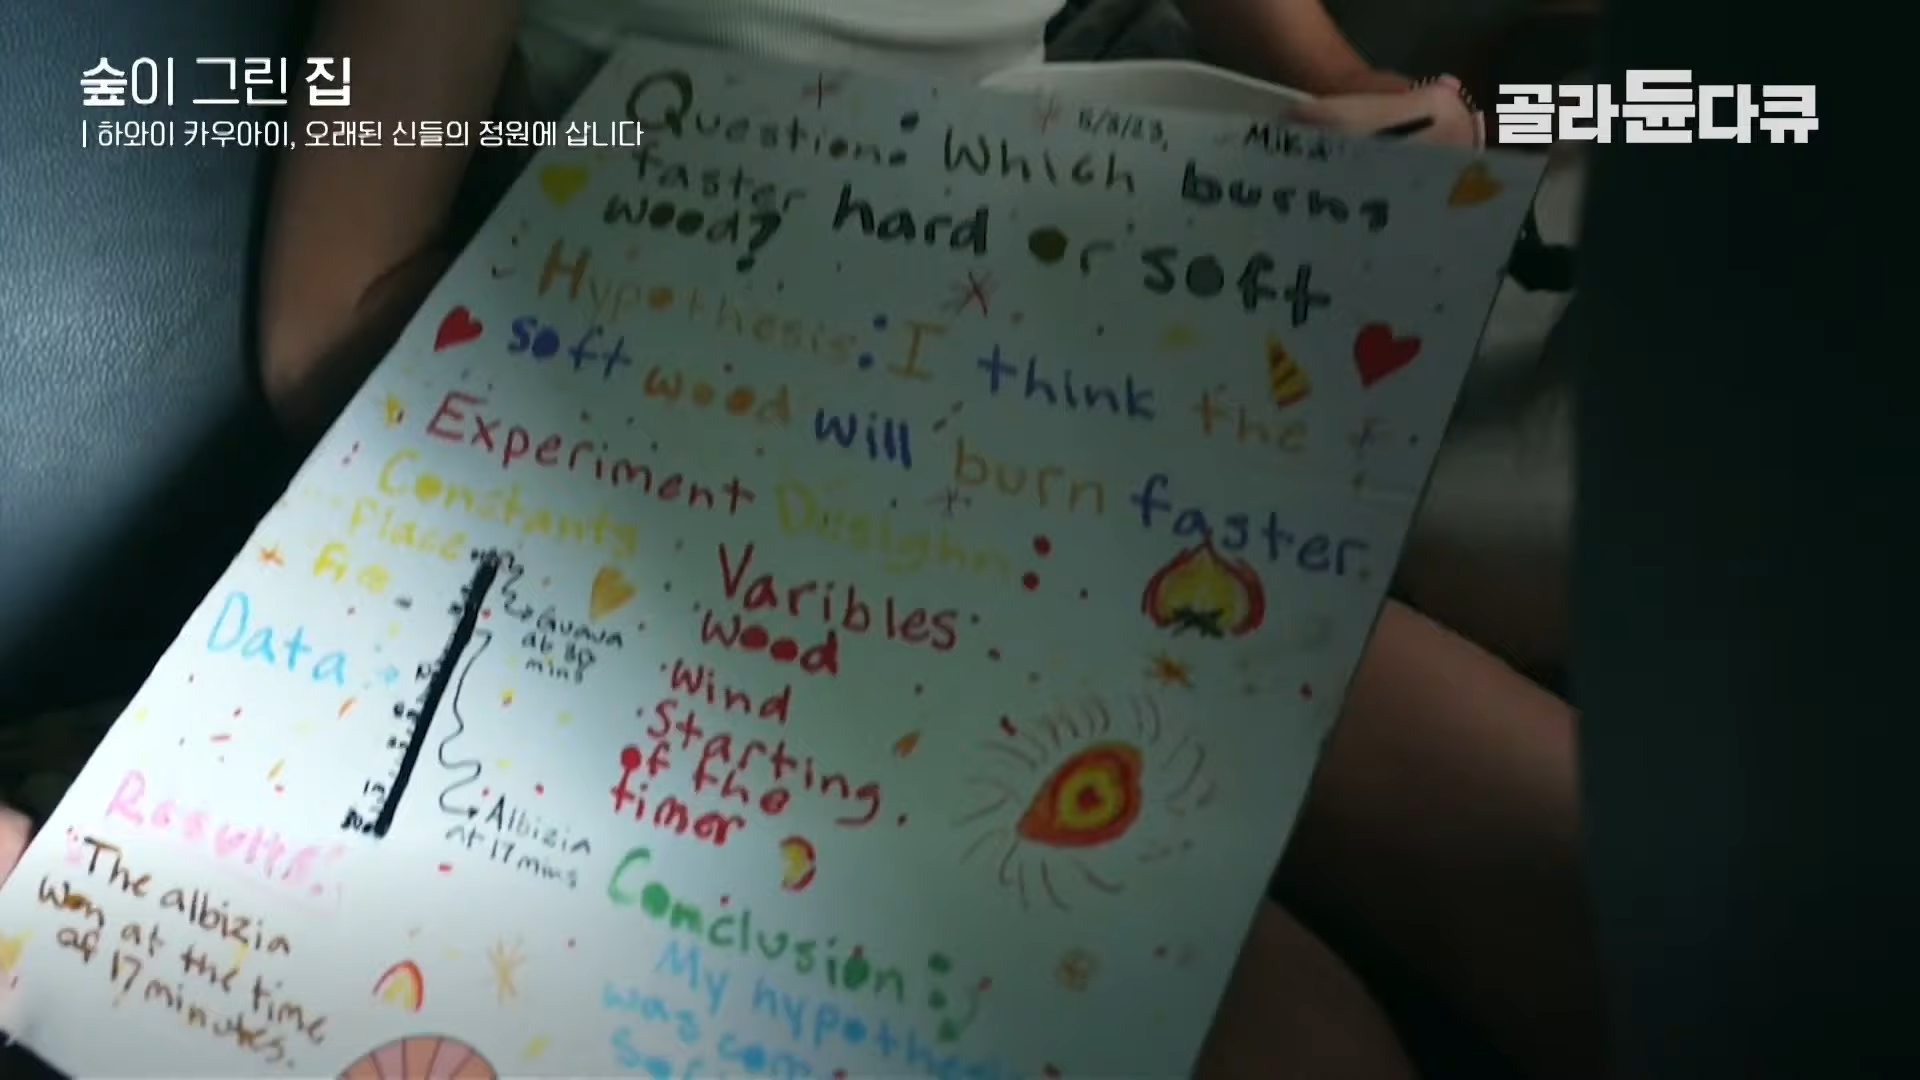 숲이 그린 집
| 하와이 카우아이, 오래된 신들의 정원에 삽니다
골라듄다큐
5/3/23, Mika
Question: Which burns
faster hard or soft
wood?
Hypothesis: I think the
soft wood will burn faster.
Experiment Desighn:
Constants
Place
fire
Varibles:
Wood
Wind
Starting
of the
timer
Data
Guava
at 30
mins
Albizia
at 17 mins
Results:
The albizia
won at the time
of 17 minutes.
Conclusion:
My hypothesis
was